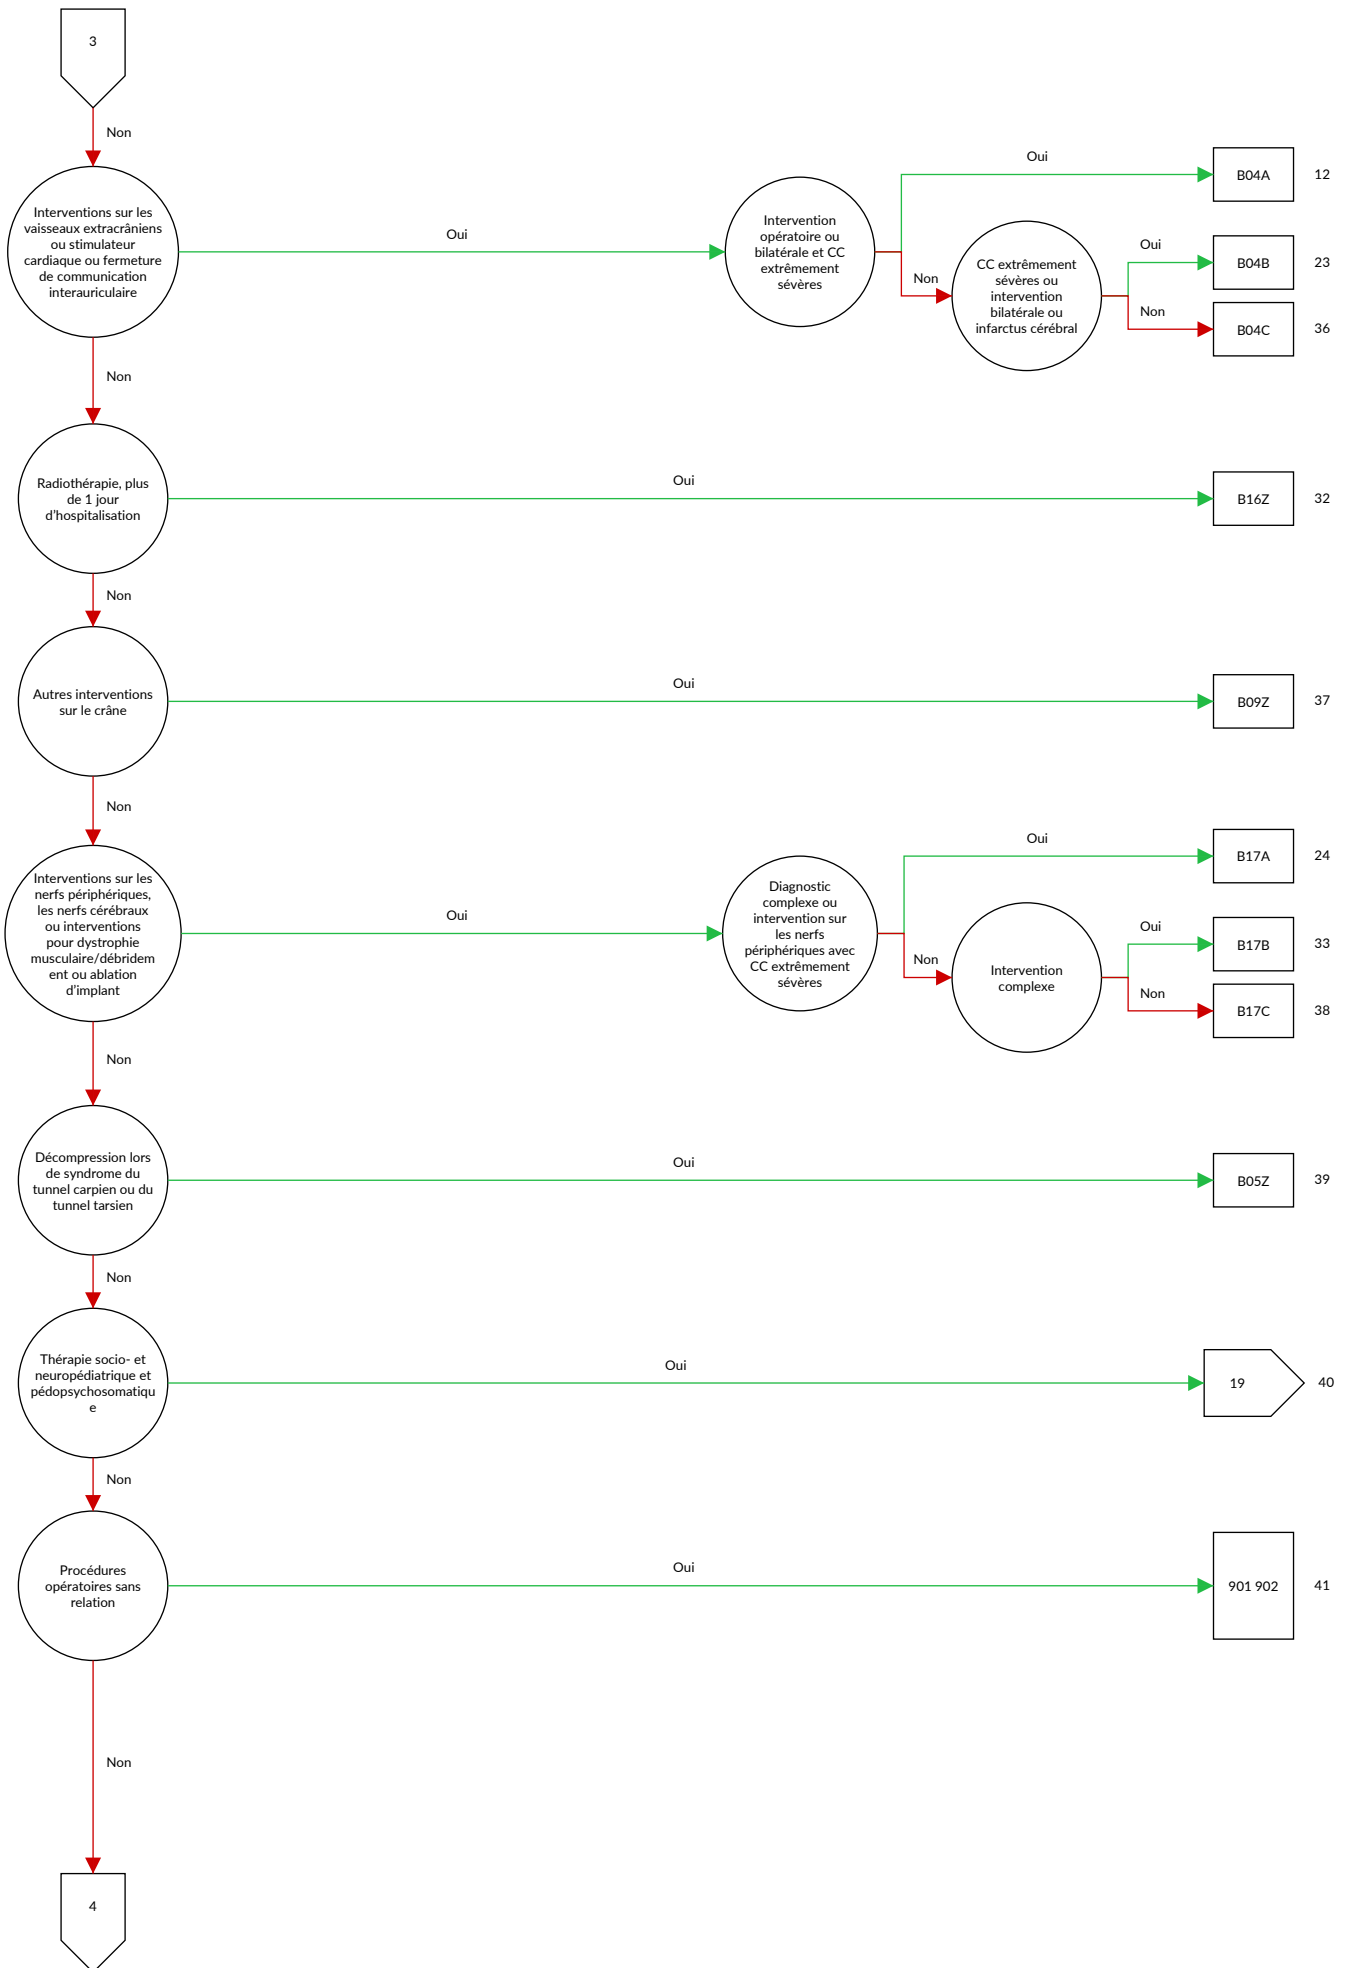 3
Non
Interventions sur les
vaisseaux extracrâniens
ou stimulateur
cardiaque ou fermeture
de communication
interauriculaire
Oui
Intervention
opératoire ou
bilatérale et CC
extrêmement
sévères
Oui
B04A
12
Non
CC extrêmement
sévères ou
intervention
bilatérale ou
infarctus cérébral
Oui
B04B
23
Non
B04C
36
Non
Radiothérapie, plus
de 1 jour
d'hospitalisation
Oui
B16Z
32
Non
Autres interventions
sur le crâne
Oui
B09Z
37
Non
Interventions sur les
nerfs périphériques,
les nerfs cérébraux
ou interventions
pour dystrophie
musculaire/débridem
ent ou ablation
d'implant
Oui
Diagnostic
complexe ou
intervention sur
les nerfs
périphériques avec
CC extrêmement
sévères
Oui
B17A
24
Non
Intervention
complexe
Oui
B17B
33
Non
B17C
38
Non
Décompression lors
de syndrome du
tunnel carpien ou du
tunnel tarsien
Oui
B05Z
39
Non
Thérapie socio- et
neuropédiatrique et
pédopsychosomatiqu
e
Oui
19
40
Non
Procédures
opératoires sans
relation
Oui
901 902
41
Non
4